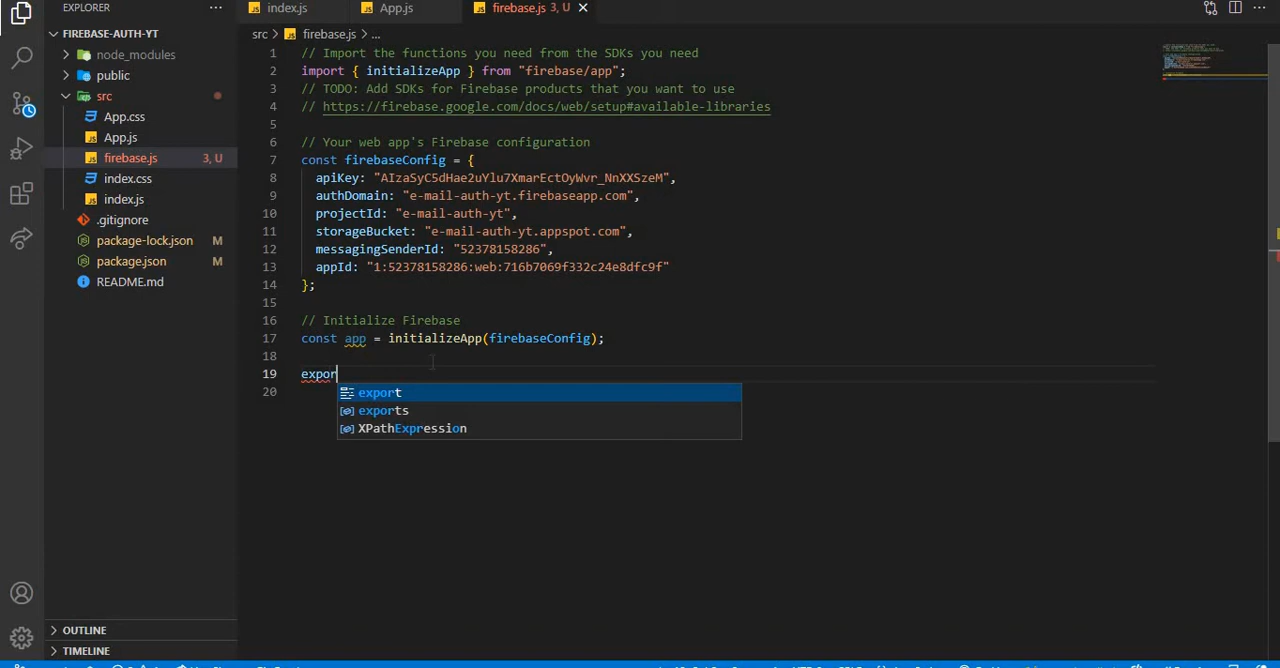 EXPLORER ...
FIREBASE-AUTH-YT
node_modules
public
src
App.css
App.js
firebase.js 3, U
index.css
index.js
.gitignore
package-lock.json M
package.json M
README.md
OUTLINE
TIMELINE
index.js App.js firebase.js 3, U
src > firebase.js > ...
1 // Import the functions you need from the SDKs you need
2 import { initializeApp } from "firebase/app";
3 // TODO: Add SDKs for Firebase products that you want to use
4 // https://firebase.google.com/docs/web/setup#available-libraries
5
6 // Your web app's Firebase configuration
7 const firebaseConfig = {
8 apiKey: "AIzaSyC5dHae2uYlu7XmarEctOyWvr_NnXXSzeM",
9 authDomain: "e-mail-auth-yt.firebaseapp.com",
10 projectId: "e-mail-auth-yt",
11 storageBucket: "e-mail-auth-yt.appspot.com",
12 messagingSenderId: "52378158286",
13 appId: "1:52378158286:web:716b7069f332c24e8dfc9f"
14 };
15
16 // Initialize Firebase
17 const app = initializeApp(firebaseConfig);
18
19 expor
20
export
exports
XPathExpression